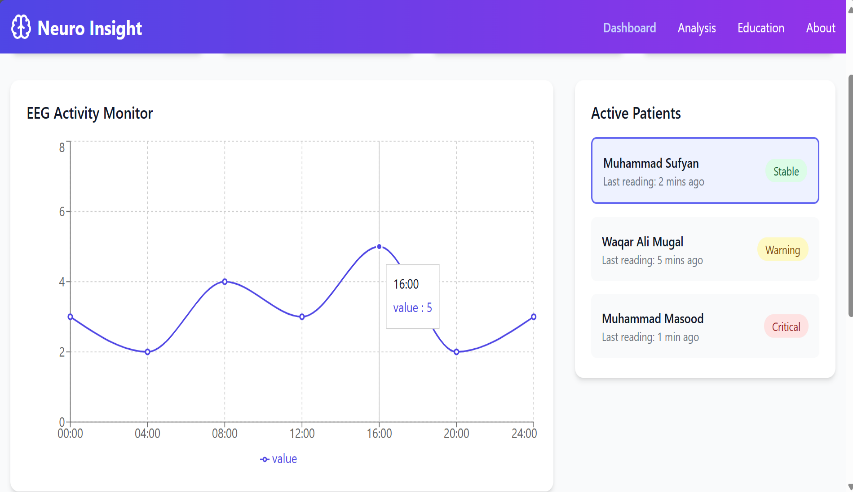 Neuro Insight
Dashboard Analysis Education About
EEG Activity Monitor
8
6
4
2
0
00:00 04:00 08:00 12:00 16:00 20:00 24:00
16:00
value : 5
value
Active Patients
Muhammad Sufyan
Last reading: 2 mins ago
Stable
Waqar Ali Mugal
Last reading: 5 mins ago
Warning
Muhammad Masood
Last reading: 1 min ago
Critical